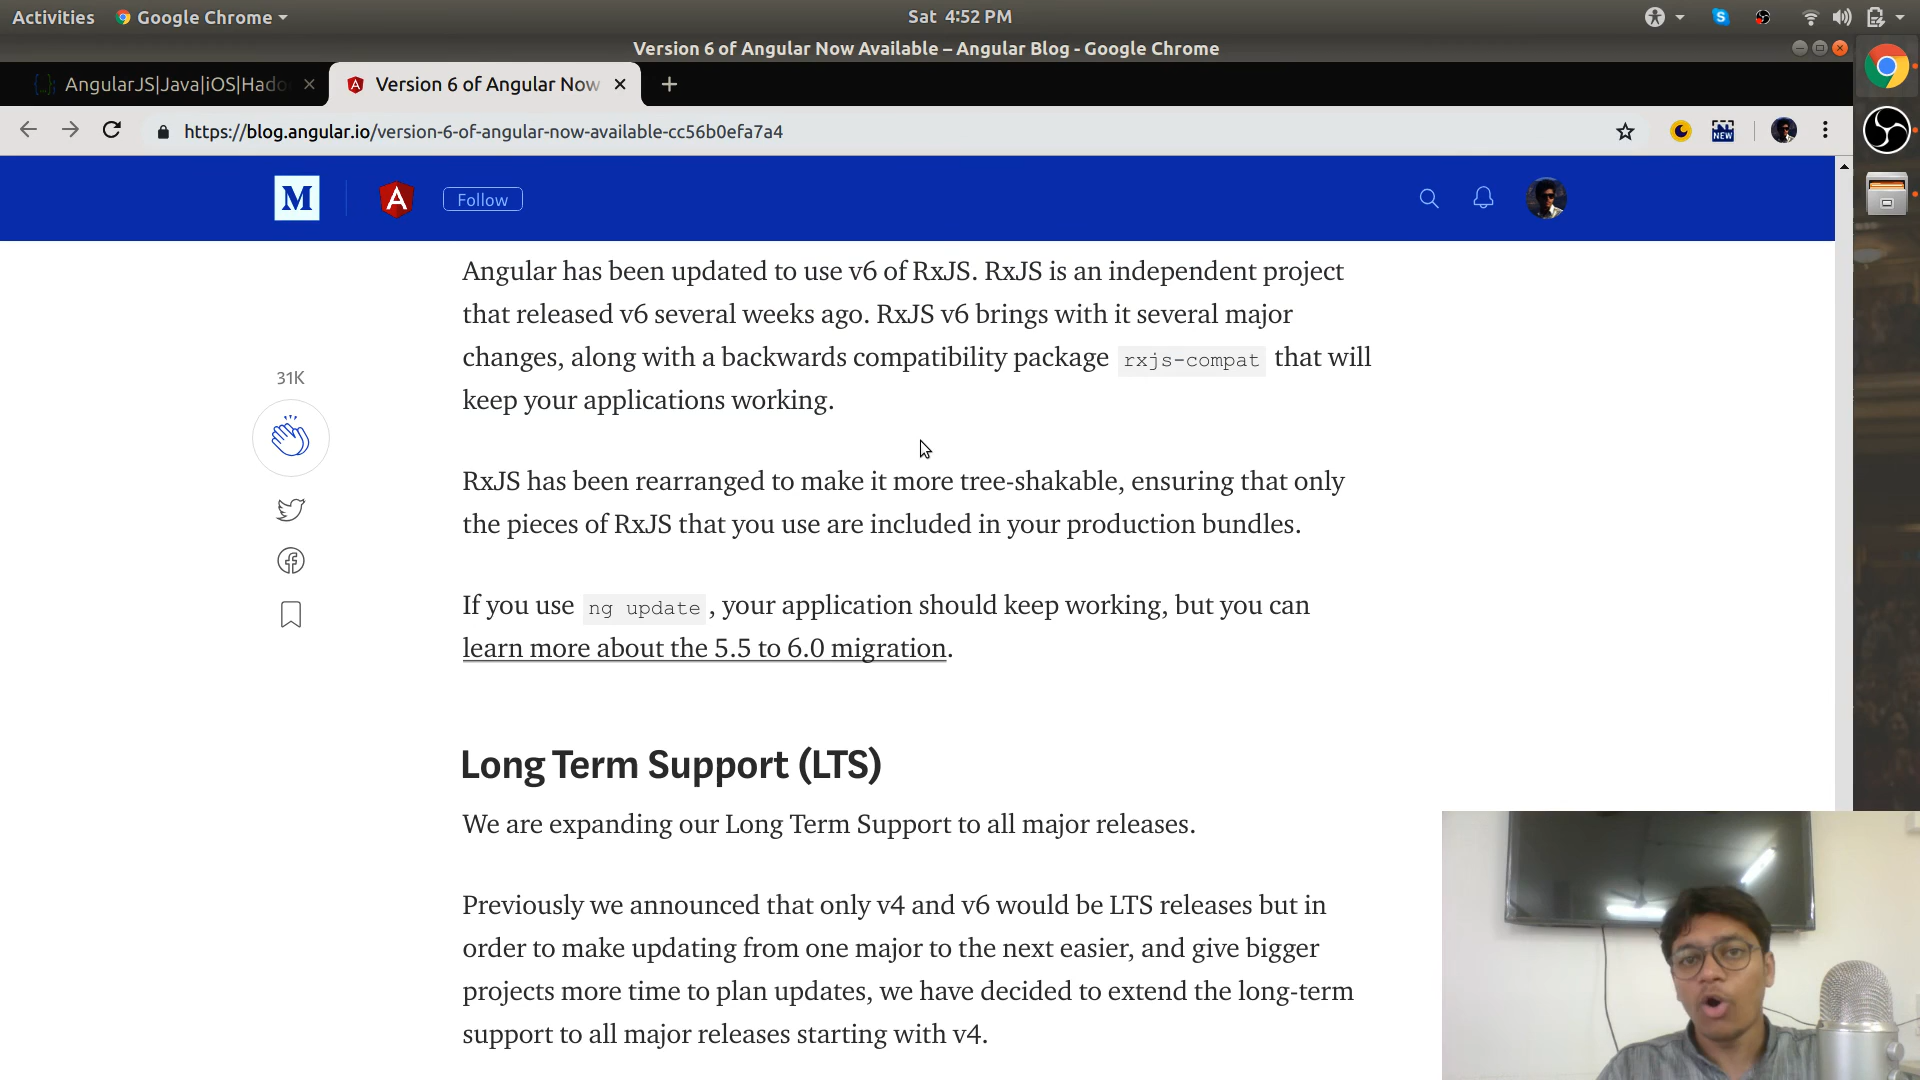 Activities
Google Chrome
Sat 4:52 PM
Version 6 of Angular Now Available – Angular Blog - Google Chrome
AngularJS|Java|iOS|Hado
Version 6 of Angular Now
https://blog.angular.io/version-6-of-angular-now-available-cc56b0efa7a4
NEW
M
A
Follow
Angular has been updated to use v6 of RxJS. RxJS is an independent project
that released v6 several weeks ago. RxJS v6 brings with it several major
changes, along with a backwards compatibility package rxjs-compat that will
keep your applications working.
31K
RxJS has been rearranged to make it more tree-shakable, ensuring that only
the pieces of RxJS that you use are included in your production bundles.
If you use ng update, your application should keep working, but you can
learn more about the 5.5 to 6.0 migration.
Long Term Support (LTS)
We are expanding our Long Term Support to all major releases.
Previously we announced that only v4 and v6 would be LTS releases but in
order to make updating from one major to the next easier, and give bigger
projects more time to plan updates, we have decided to extend the long-term
support to all major releases starting with v4.